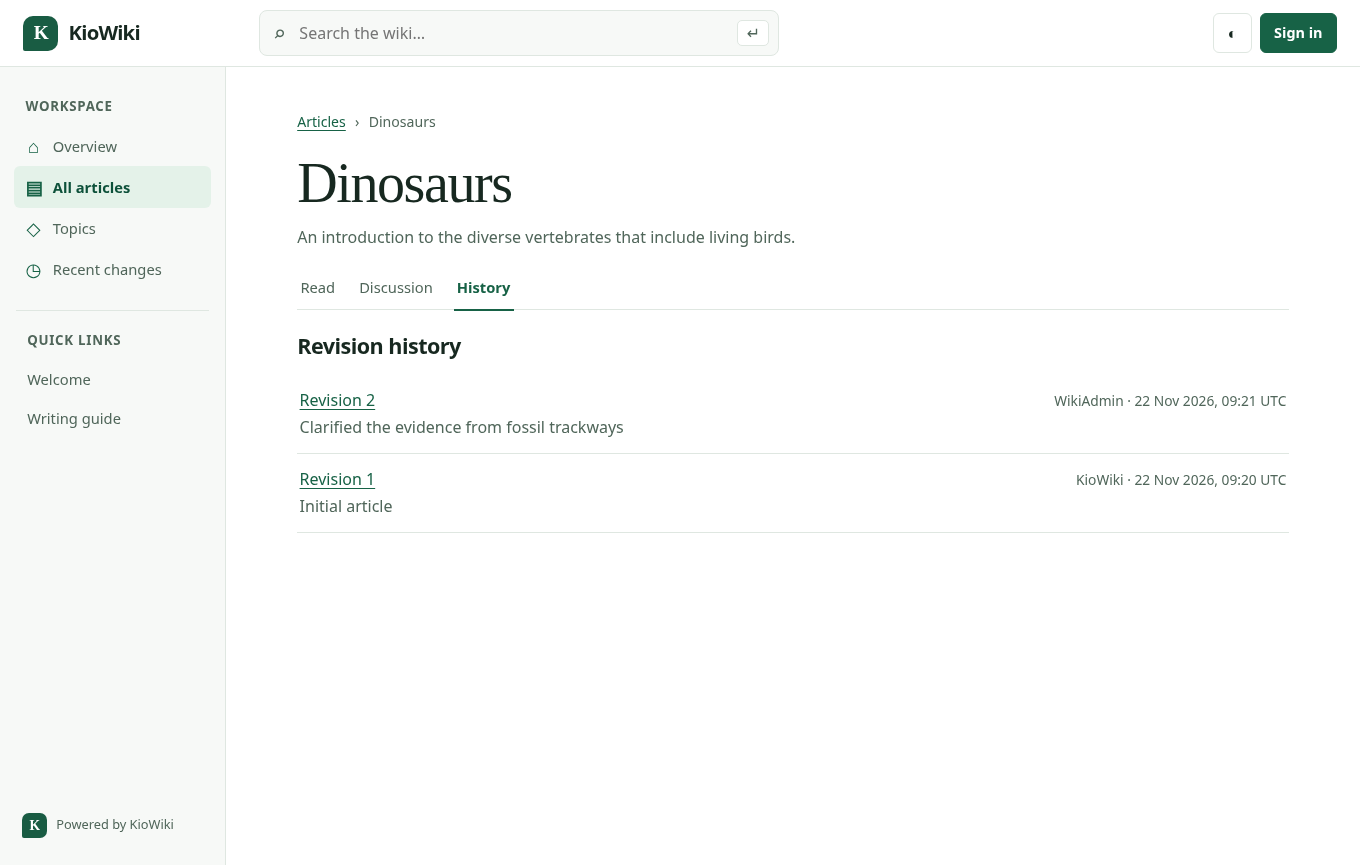 K KioWiki
Search the wiki... ↵
Sign in
WORKSPACE
Overview
All articles
Topics
Recent changes
QUICK LINKS
Welcome
Writing guide
K Powered by KioWiki
Articles › Dinosaurs
Dinosaurs
An introduction to the diverse vertebrates that include living birds.
Read Discussion History
Revision history
Revision 2 WikiAdmin · 22 Nov 2026, 09:21 UTC
Clarified the evidence from fossil trackways
Revision 1 KioWiki · 22 Nov 2026, 09:20 UTC
Initial article